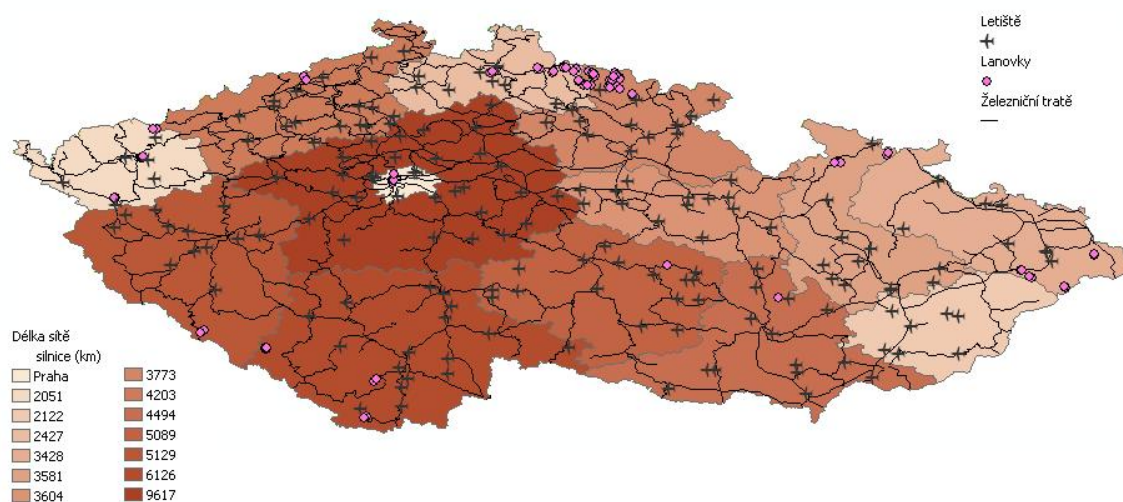 Letiště
Lanovky
Železniční tratě
Délka sítě
silnice (km)
Praha
2051
2122
2427
3428
3581
3604
3773
4203
4494
5089
5129
6126
9617